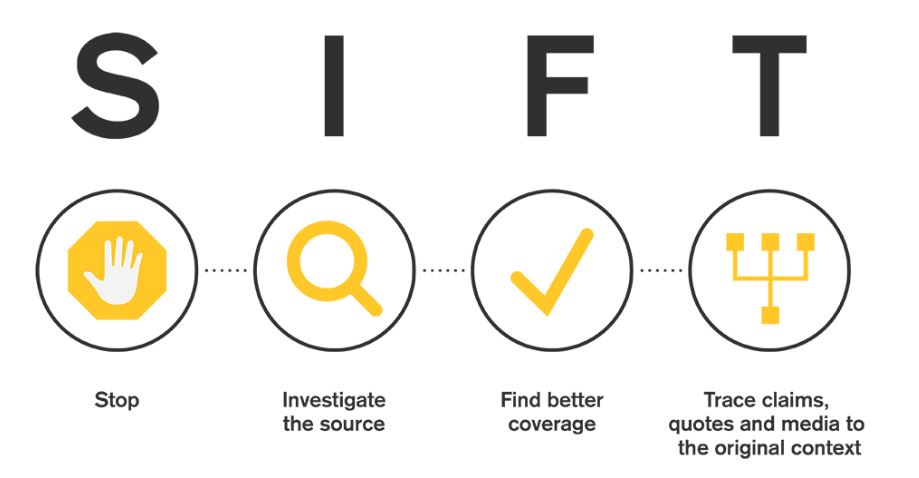 S I F T
Stop
Investigate
the source
Find better
coverage
Trace claims,
quotes and media to
the original context